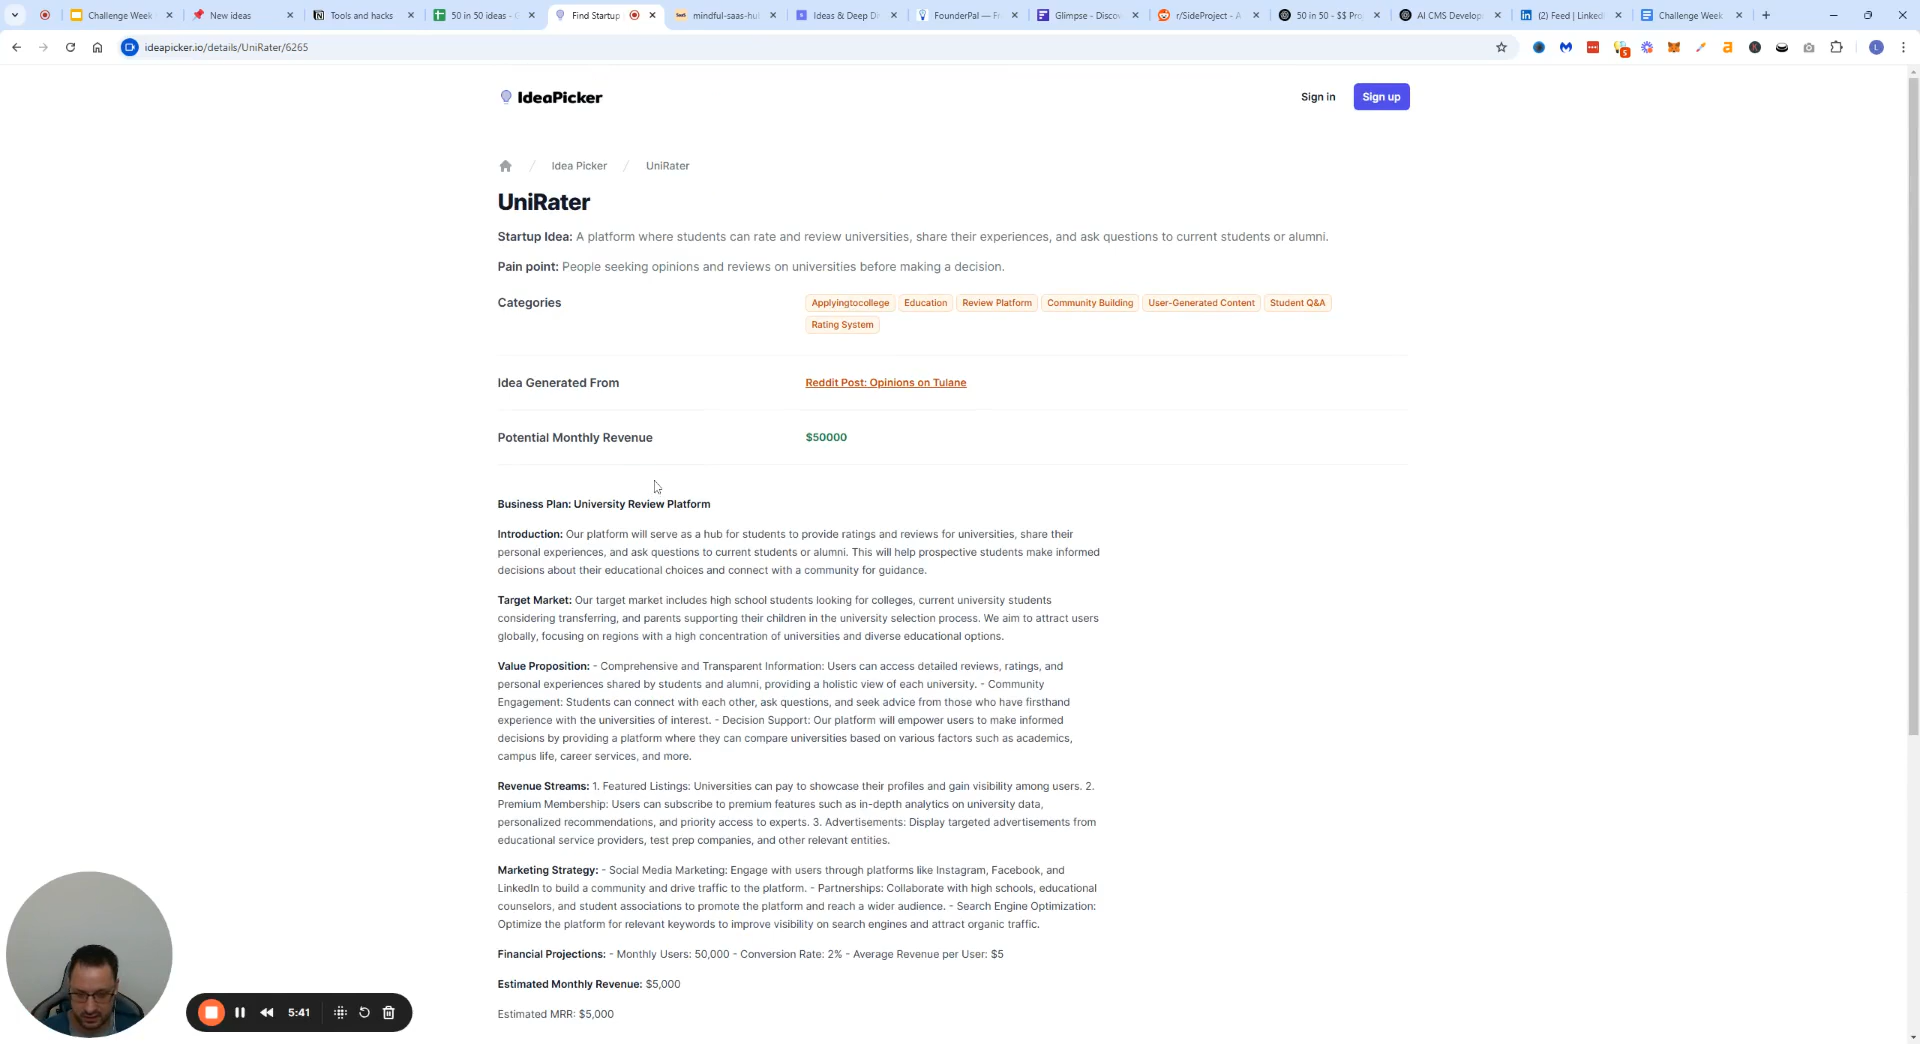 Challenge Week
New ideas
Tools and hacks
50 in 50 ideas - G
Find Startup
mindful-saas-hu
Ideas & Deep Di
FounderPal — Fr
Glimpse - Discov
r/SideProject - A
50 in 50 - $$ Pro
AI CMS Develop
(2) Feed | Linked
Challenge Week
ideapicker.io/details/UniRater/6265
IdeaPicker
Sign in
Sign up
Idea Picker / UniRater
UniRater
Startup Idea: A platform where students can rate and review universities, share their experiences, and ask questions to current students or alumni.
Pain point: People seeking opinions and reviews on universities before making a decision.
Categories
Applyingtocollege Education Review Platform Community Building User-Generated Content Student Q&A
Rating System
Idea Generated From
Reddit Post: Opinions on Tulane
Potential Monthly Revenue
$50000
Business Plan: University Review Platform
Introduction: Our platform will serve as a hub for students to provide ratings and reviews for universities, share their
personal experiences, and ask questions to current students or alumni. This will help prospective students make informed
decisions about their educational choices and connect with a community for guidance.
Target Market: Our target market includes high school students looking for colleges, current university students
considering transferring, and parents supporting their children in the university selection process. We aim to attract users
globally, focusing on regions with a high concentration of universities and diverse educational options.
Value Proposition: - Comprehensive and Transparent Information: Users can access detailed reviews, ratings, and
personal experiences shared by students and alumni, providing a holistic view of each university. - Community
Engagement: Students can connect with each other, ask questions, and seek advice from those who have firsthand
experience with the universities of interest. - Decision Support: Our platform will empower users to make informed
decisions by providing a platform where they can compare universities based on various factors such as academics,
campus life, career services, and more.
Revenue Streams: 1. Featured Listings: Universities can pay to showcase their profiles and gain visibility among users. 2.
Premium Membership: Users can subscribe to premium features such as in-depth analytics on university data,
personalized recommendations, and priority access to experts. 3. Advertisements: Display targeted advertisements from
educational service providers, test prep companies, and other relevant entities.
Marketing Strategy: - Social Media Marketing: Engage with users through platforms like Instagram, Facebook, and
LinkedIn to build a community and drive traffic to the platform. - Partnerships: Collaborate with high schools, educational
counselors, and student associations to promote the platform and reach a wider audience. - Search Engine Optimization:
Optimize the platform for relevant keywords to improve visibility on search engines and attract organic traffic.
Financial Projections: - Monthly Users: 50,000 - Conversion Rate: 2% - Average Revenue per User: $5
Estimated Monthly Revenue: $5,000
Estimated MRR: $5,000
5:41